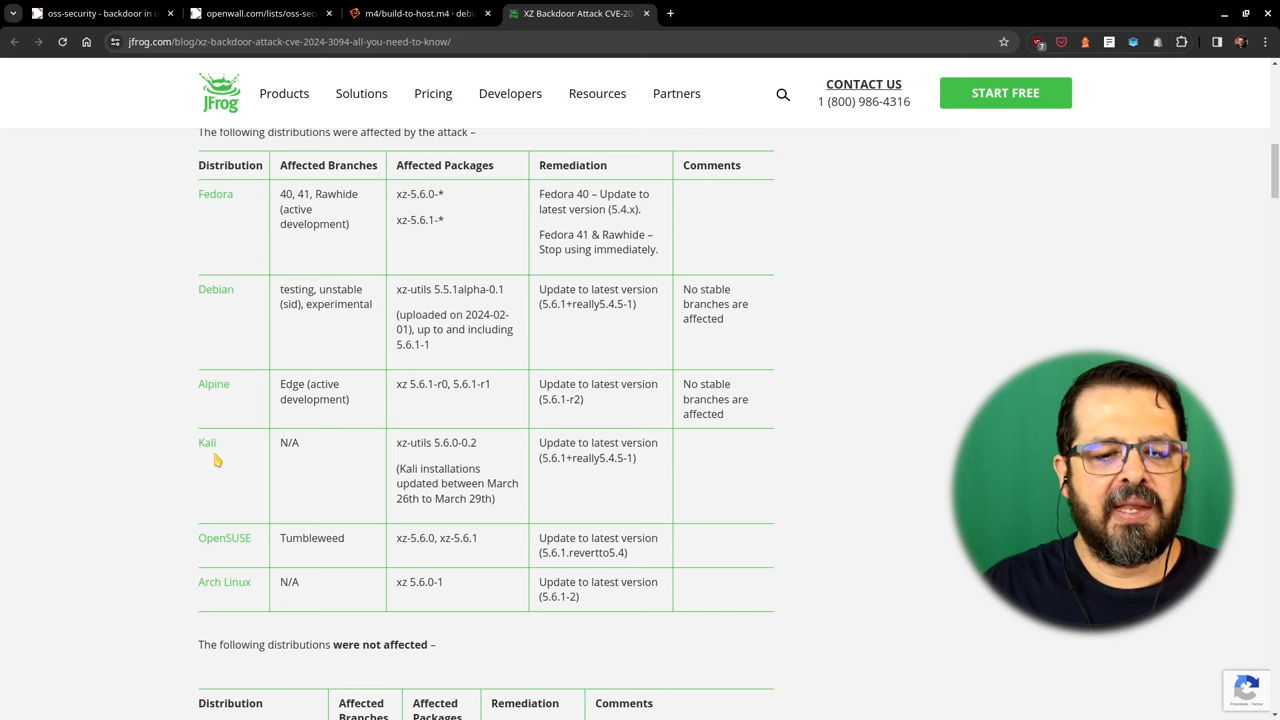 oss-security - backdoor in u
openwall.com/lists/oss-sec
m4/build-to-host.m4 · debi
XZ Backdoor Attack CVE-20
jfrog.com/blog/xz-backdoor-attack-cve-2024-3094-all-you-need-to-know/
7
JFrog
Products
Solutions
Pricing
Developers
Resources
Partners
CONTACT US
1 (800) 986-4316
START FREE
The following distributions were affected by the attack –
Distribution
Affected Branches
Affected Packages
Remediation
Comments
Fedora
40, 41, Rawhide
(active
development)
xz-5.6.0-*
xz-5.6.1-*
Fedora 40 – Update to
latest version (5.4.x).
Fedora 41 & Rawhide –
Stop using immediately.
Debian
testing, unstable
(sid), experimental
xz-utils 5.5.1alpha-0.1
(uploaded on 2024-02-
01), up to and including
5.6.1-1
Update to latest version
(5.6.1+really5.4.5-1)
No stable
branches are
affected
Alpine
Edge (active
development)
xz 5.6.1-r0, 5.6.1-r1
Update to latest version
(5.6.1-r2)
No stable
branches are
affected
Kali
N/A
xz-utils 5.6.0-0.2
(Kali installations
updated between March
26th to March 29th)
Update to latest version
(5.6.1+really5.4.5-1)
OpenSUSE
Tumbleweed
xz-5.6.0, xz-5.6.1
Update to latest version
(5.6.1.revertto5.4)
Arch Linux
N/A
xz 5.6.0-1
Update to latest version
(5.6.1-2)
The following distributions were not affected –
Distribution
Affected
Branches
Affected
Packages
Remediation
Comments